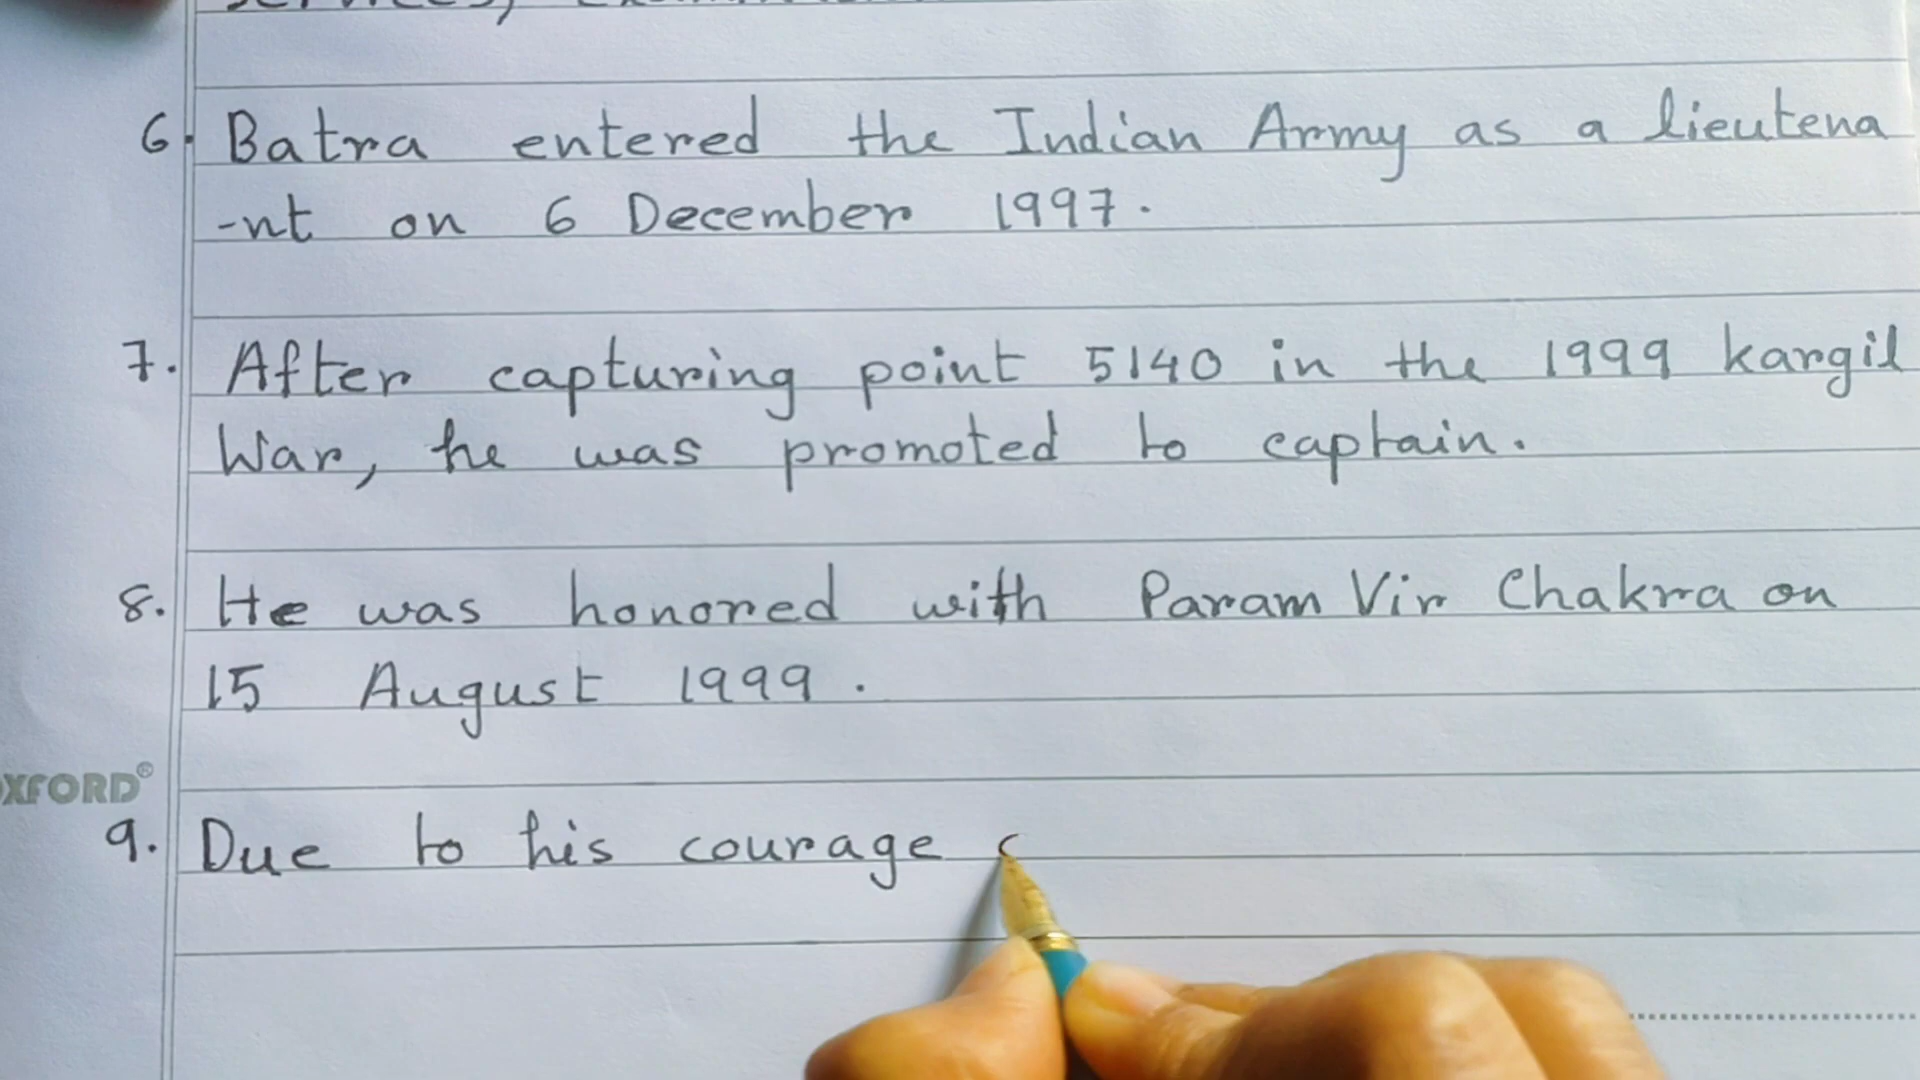 6. Batra entered the Indian Army as a lieutena
-nt on 6 December 1997.
7. After capturing point 5140 in the 1999 kargil
War, he was promoted to captain.
8. He was honored with Param Vir Chakra on
15 August 1999.
XFORD®
9. Due to his courage